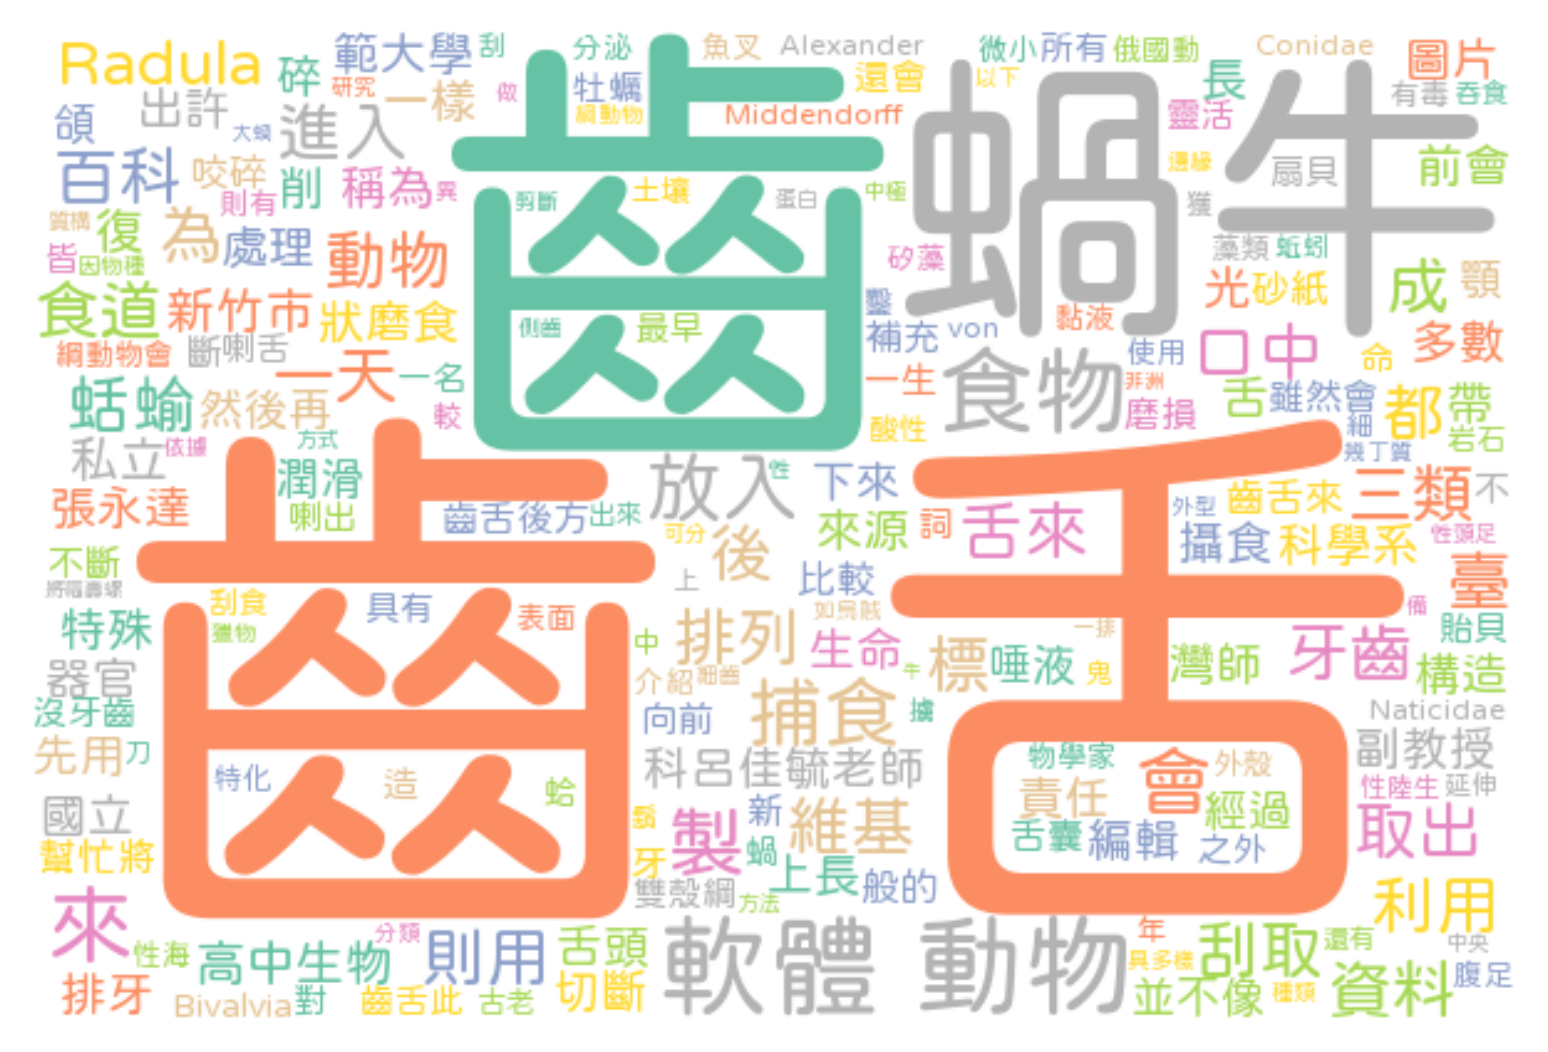 Radula
碎
範大學
刮
分泌
魚叉
Alexander
微小
所有
俄國動
Conidae
圖片
頜
出許
研究
一樣
做
牡蠣
綱動物
還會
以下
長
有毒
吞食
大蝸
進入
齒
Middendorff
蝸牛
靈活
百科
咬碎
削
稱為
異
邊緣
扇貝
前會
則有
剪斷
土壤
蛋白
中極
獲
質構
復
為
處理
動物
矽藻
藻類
蚯蚓
皆
因物種
食道
新竹市
狀磨食
側齒
最早
鑿
補充
von
黏液
光
砂紙
成
顎
綱動物會
斷
喇舌
一天
一名
一生
食物
使用
口中
命
多數
蛞蝓
然後再
較
酸性
非洲
磨損
舌
雖然會
細
都
帶
岩石
私立
依據
方式
幾丁質
張永達
潤滑
喇出
齒舌後方
出來
放入
性
下來
來源
詞
舌來
外型
齒舌來
三類
不
不斷
可分
後
攝食
科學系
性頭足
將福壽螺
上
比較
臺
特殊
刮食
獵物
具有
表面
中
排列
如烏賊
生命
一排
備
貽貝
齒舌
器官
介紹
細齒
牛
標
唾液
鬼
灣師
牙齒
構造
沒牙齒
向前
捕食
擄
Naticidae
先用
刀
特化
造
蛤
科呂佳毓老師
物學家
會
外殼
副教授
國立
責任
經過
性陸生
延伸
幫忙將
鬚
製
新
維基
舌囊
編輯
之外
取出
牙
蝸
上長
般的
來
雙殼綱
方法
利用
性海
高中生物
分類
則用
舌頭
軟體
動物
年
刮取
還有
中央
具多樣
腹足
排牙
Bivalvia
對
齒舌此
古老
切斷
並不像
種類
資料